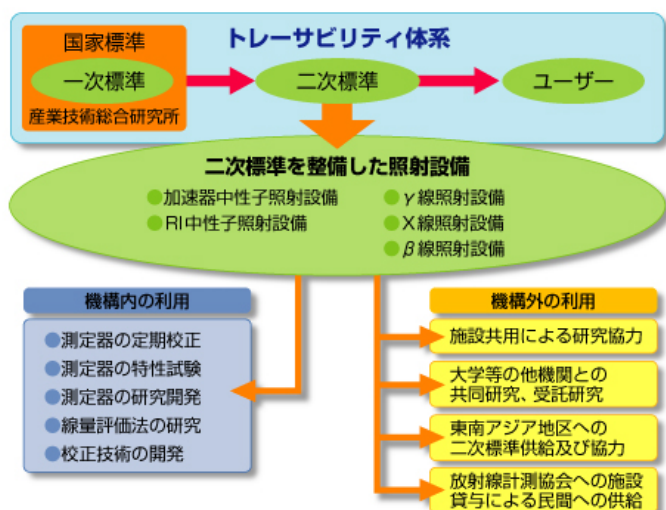 トレーサビリティ体系
国家標準
一次標準
産業技術総合研究所
二次標準
ユーザー
二次標準を整備した照射設備
●加速器中性子照射設備
●RI中性子照射設備
●γ線照射設備
●X線照射設備
●β線照射設備
機構内の利用
●測定器の定期校正
●測定器の特性試験
●測定器の研究開発
●線量評価法の研究
●校正技術の開発
機構外の利用
施設共用による研究協力
大学等の他機関との
共同研究、受託研究
東南アジア地区への
二次標準供給及び協力
放射線計測協会への施設
貸与による民間への供給